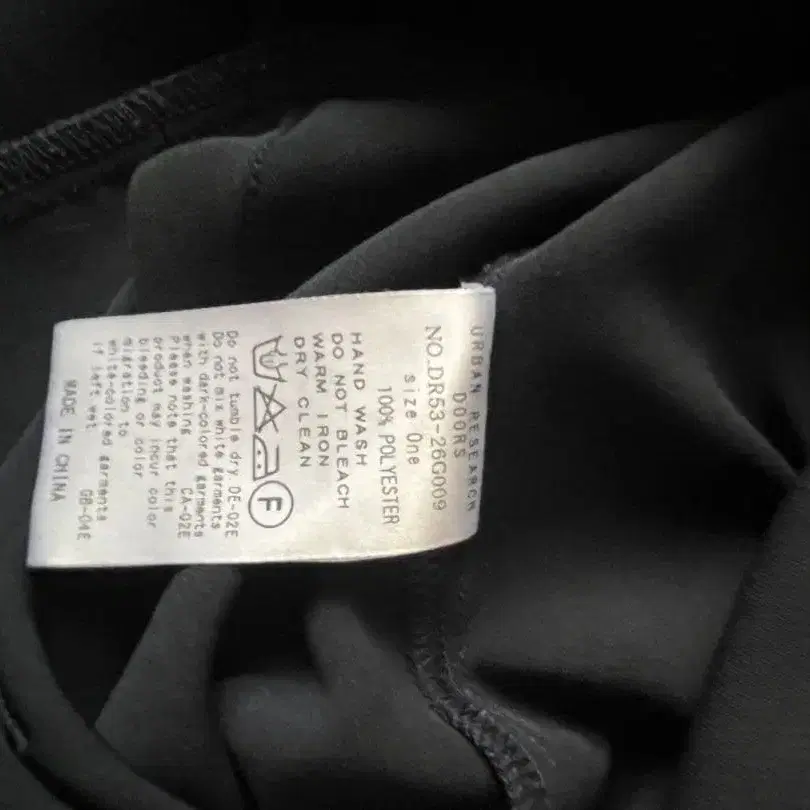 URBAN RESEARCH
DOORS
NO.DR53-26G009
size One
100% POLYESTER
HAND WASH
DO NOT BLEACH
WARM IRON
DRY CLEAN
F
Do not tumble dry DE-02E
Do not mix white garments
with dark-colored garments
when washing CA-02E
Please note that this
product may incur color
bleeding or color
migration to
white-colored garments
if left wet GB-04E
MADE IN CHINA